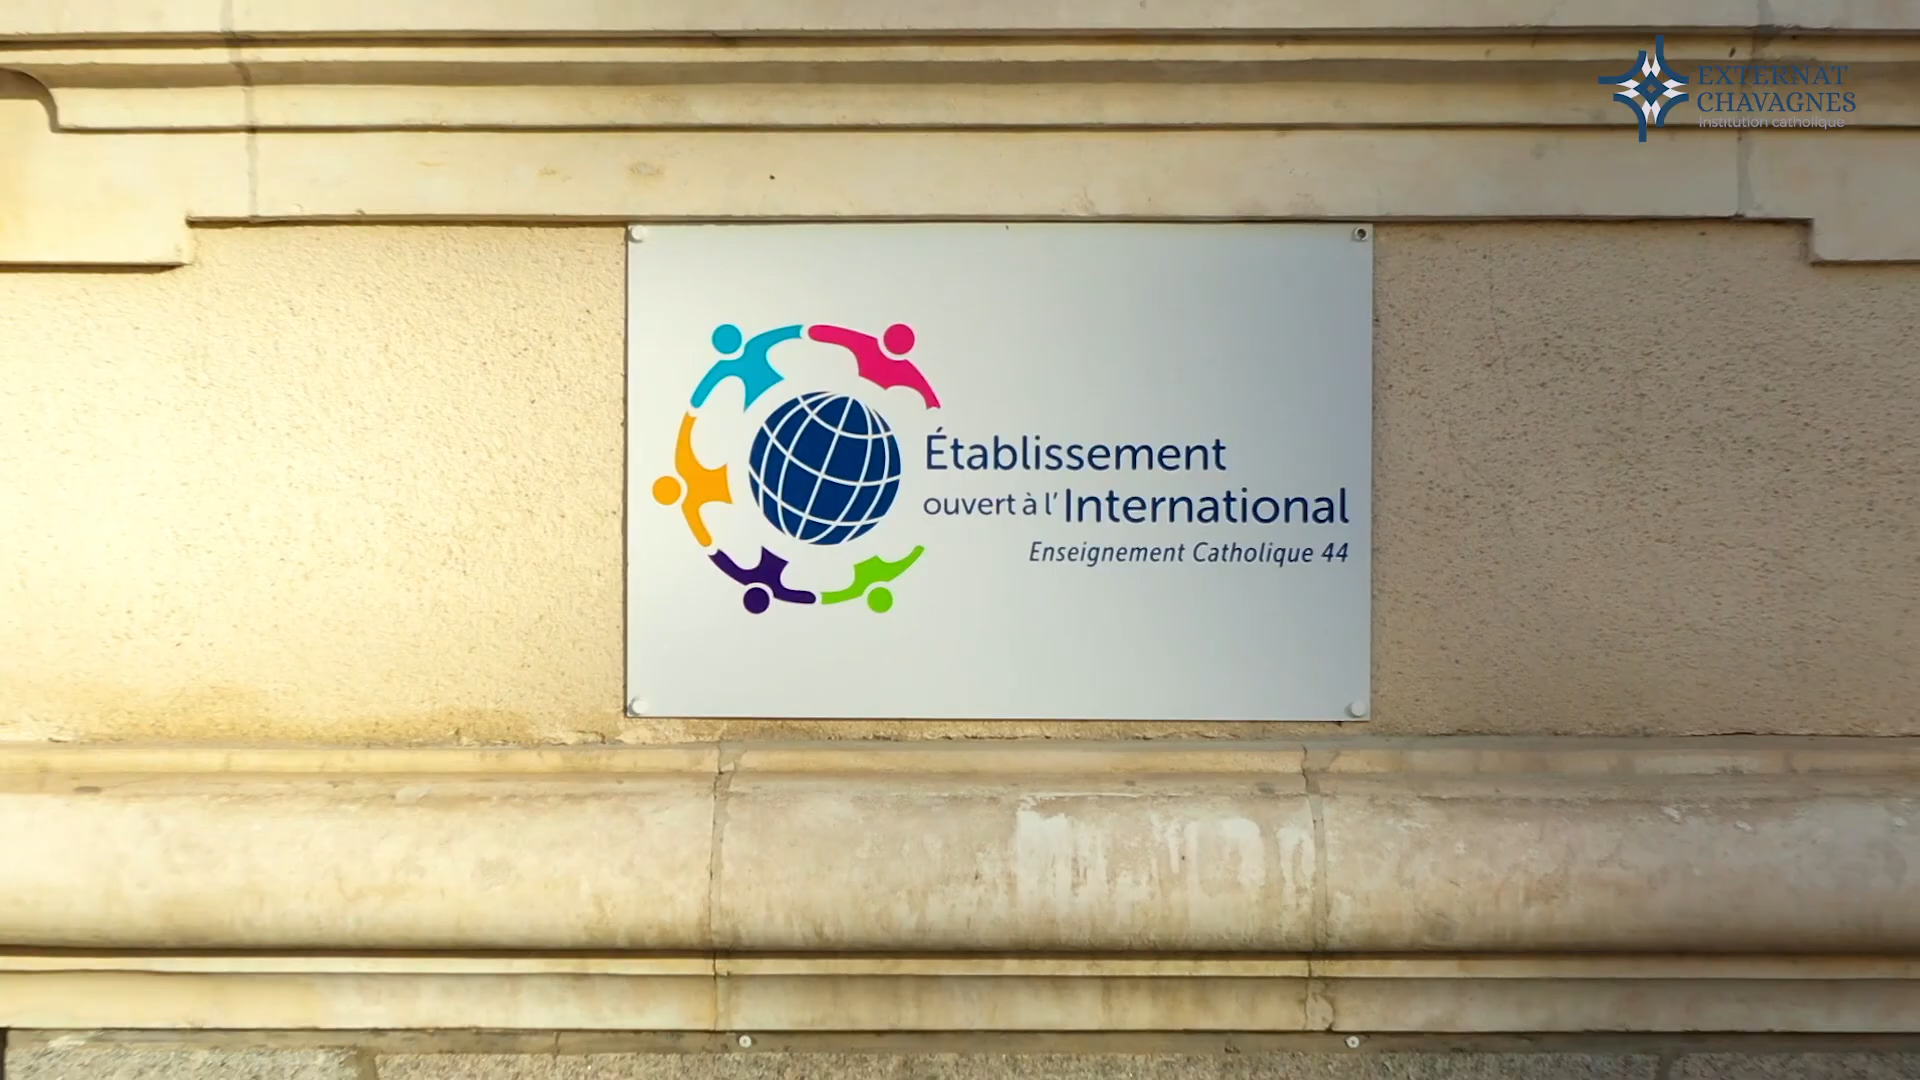 EXTERNAT
CHAVAGNES
Institution catholique
Établissement
ouvert à l'International
Enseignement Catholique 44